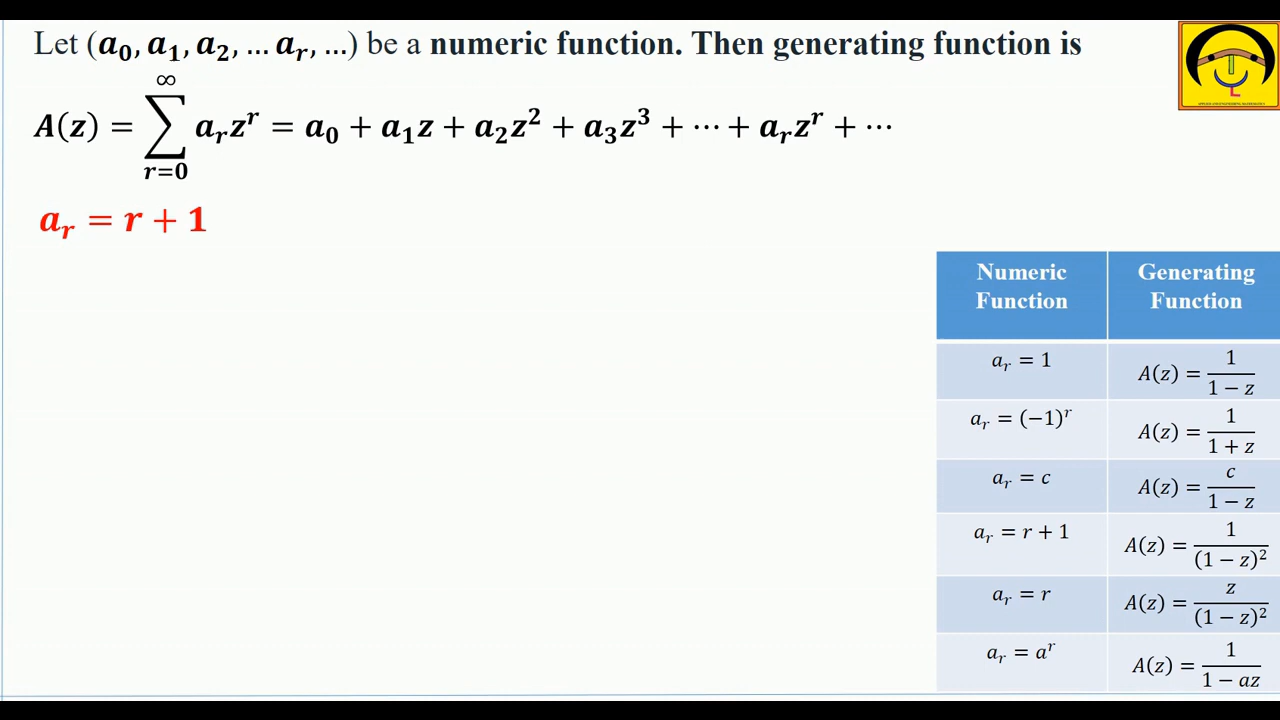 Let (a₀, a₁, a₂, … aᵣ, …) be a numeric function. Then generating function is
A(z) = ∑_{r=0}^{∞} aᵣzʳ = a₀ + a₁z + a₂z² + a₃z³ + ⋯ + aᵣzʳ + ⋯
aᵣ = r + 1
Numeric Function | Generating Function
aᵣ = 1 | A(z) = 1/(1 − z)
aᵣ = (−1)ʳ | A(z) = 1/(1 + z)
aᵣ = c | A(z) = c/(1 − z)
aᵣ = r + 1 | A(z) = 1/(1 − z)²
aᵣ = r | A(z) = z/(1 − z)²
aᵣ = aʳ | A(z) = 1/(1 − az)